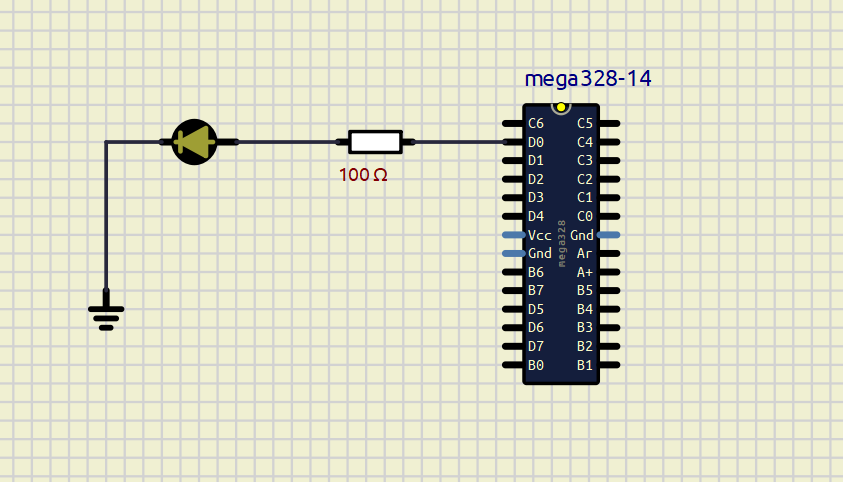 mega328-14
C6 C5
D0 C4
D1 C3
D2 C2
D3 C1
D4 C0
Vcc Gnd
Gnd Ar
B6 A+
B7 B5
D5 B4
D6 B3
D7 B2
B0 B1
mega328
100 Ω